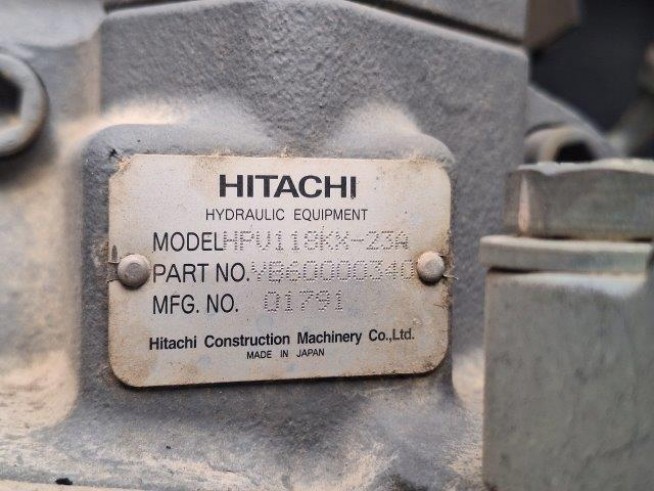 HITACHI
HYDRAULIC EQUIPMENT
MODEL HPV118KX-23A
PART NO. YB60000340
MFG. NO. 01791
Hitachi Construction Machinery Co.,Ltd.
MADE IN JAPAN